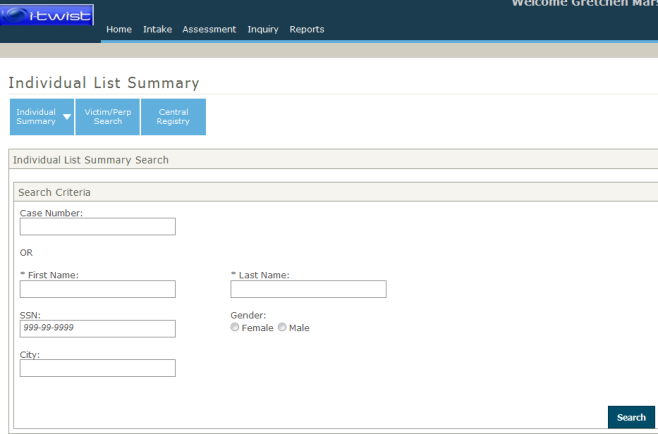 Welcome Gretchen Mars
i-twist
Home Intake Assessment Inquiry Reports
Individual List Summary
Individual Summary
Victim/Perp Search
Central Registry
Individual List Summary Search
Search Criteria
Case Number:
OR
* First Name:
* Last Name:
SSN:
999-99-9999
Gender:
Female Male
City:
Search